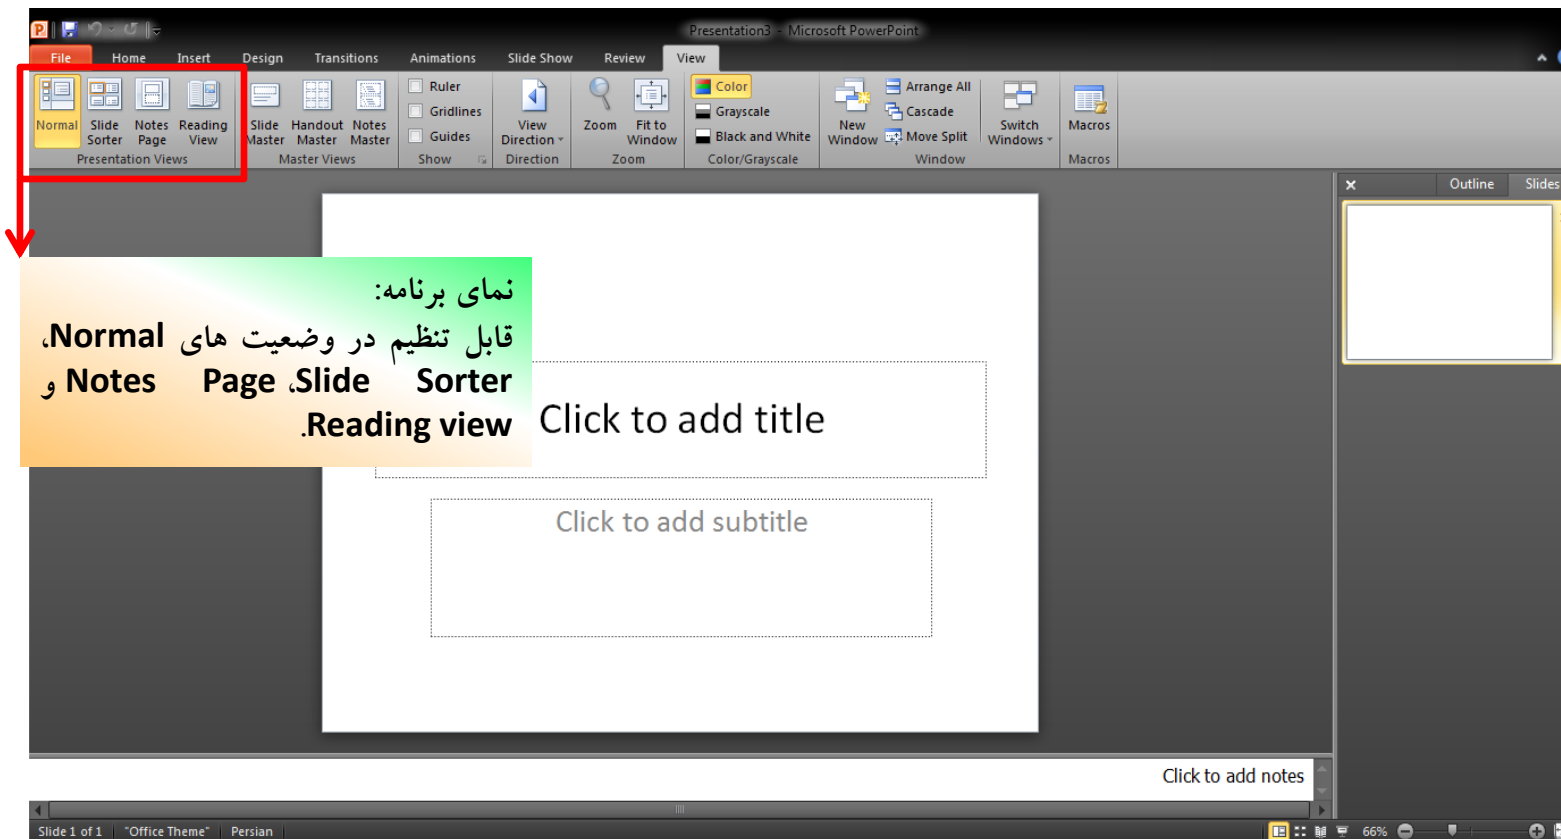 Presentation3 - Microsoft PowerPoint
File Home Insert Design Transitions Animations Slide Show Review View
Normal
Slide Sorter
Notes Page
Reading View
Presentation Views
Slide Master
Handout Master
Notes Master
Master Views
Ruler
Gridlines
Guides
Show
View Direction
Direction
Zoom
Fit to Window
Zoom
Color
Grayscale
Black and White
Color/Grayscale
New Window
Arrange All
Cascade
Move Split
Switch Windows
Window
Macros
Macros
Outline Slides
نمای برنامه:
قابل تنظیم در وضعیت های Normal،
Slide Sorter، Notes Page و
Reading view.
Click to add title
Click to add subtitle
Click to add notes
Slide 1 of 1 "Office Theme" Persian 66%